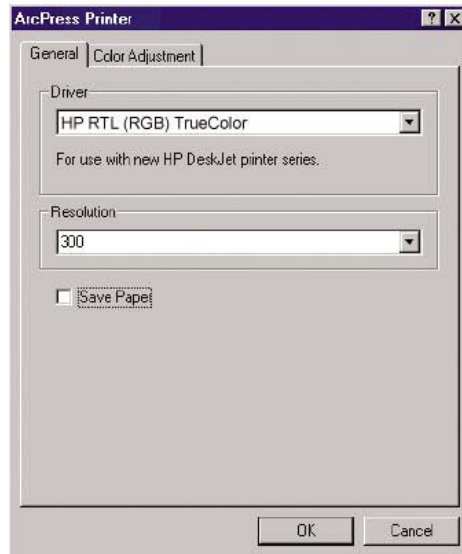 ArcPress Printer
General
Color Adjustment
Driver
HP RTL (RGB) TrueColor
For use with new HP DeskJet printer series.
Resolution
300
Save Paper
OK
Cancel